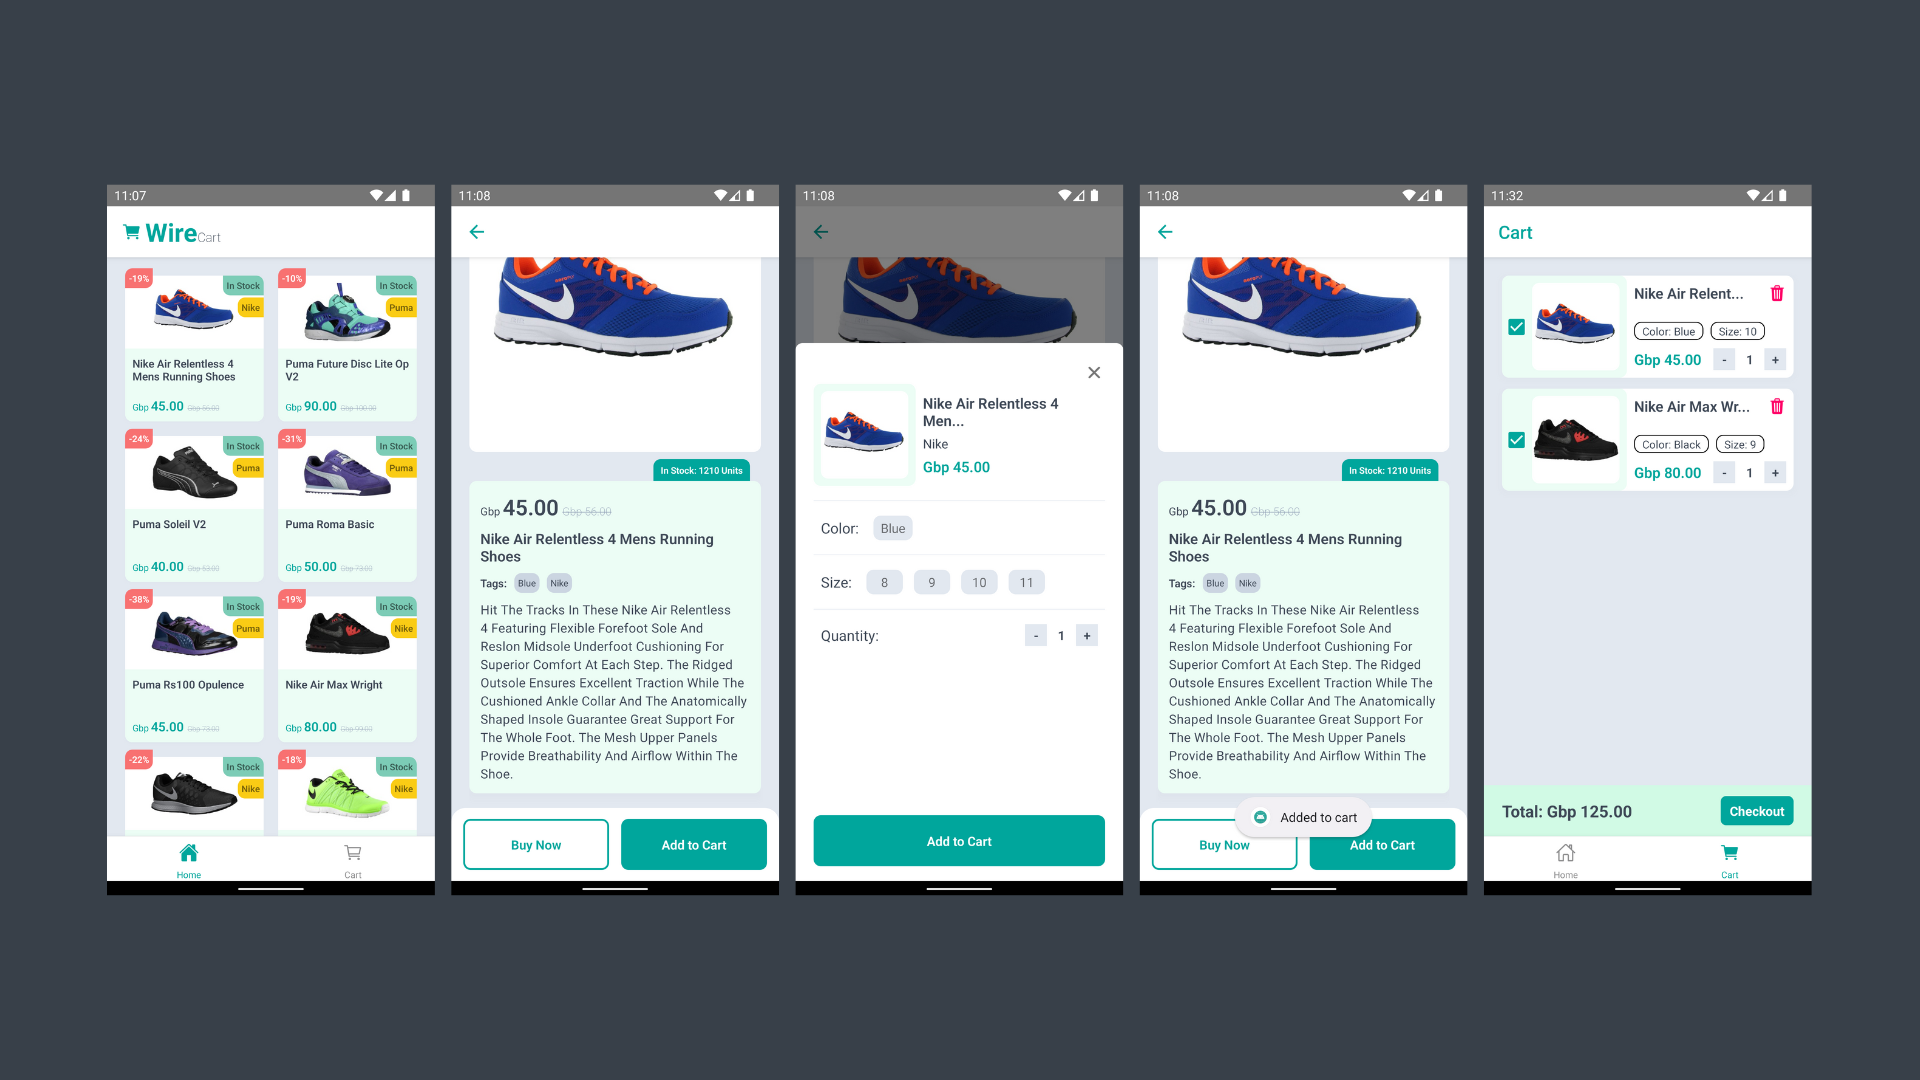 11:07
WireCart
-19%
In Stock
Nike
Nike Air Relentless 4
Mens Running Shoes
Gbp 45.00 Gbp 56.00
-10%
In Stock
Puma
Puma Future Disc Lite Op
V2
Gbp 90.00 Gbp 100.00
-24%
In Stock
Puma
Puma Soleil V2
Gbp 40.00
-31%
In Stock
Puma
Puma Roma Basic
Gbp 50.00
-38%
In Stock
Puma
Puma Rs100 Opulence
Gbp 45.00
-19%
In Stock
Nike
Nike Air Max Wright
Gbp 80.00
-22%
In Stock
Nike
-18%
In Stock
Nike
Home
Cart
11:08
In Stock: 1210 Units
Gbp 45.00 Gbp 56.00
Nike Air Relentless 4 Mens Running
Shoes
Tags: Blue Nike
Hit The Tracks In These Nike Air Relentless
4 Featuring Flexible Forefoot Sole And
Reslon Midsole Underfoot Cushioning For
Superior Comfort At Each Step. The Ridged
Outsole Ensures Excellent Traction While The
Cushioned Ankle Collar And The Anatomically
Shaped Insole Guarantee Great Support For
The Whole Foot. The Mesh Upper Panels
Provide Breathability And Airflow Within The
Shoe.
Buy Now
Add to Cart
11:08
Nike Air Relentless 4
Men...
Nike
Gbp 45.00
Color: Blue
Size: 8 9 10 11
Quantity: - 1 +
Add to Cart
11:08
In Stock: 1210 Units
Gbp 45.00 Gbp 56.00
Nike Air Relentless 4 Mens Running
Shoes
Tags: Blue Nike
Hit The Tracks In These Nike Air Relentless
4 Featuring Flexible Forefoot Sole And
Reslon Midsole Underfoot Cushioning For
Superior Comfort At Each Step. The Ridged
Outsole Ensures Excellent Traction While The
Cushioned Ankle Collar And The Anatomically
Shaped Insole Guarantee Great Support For
The Whole Foot. The Mesh Upper Panels
Provide Breathability And Airflow Within The
Shoe.
Added to cart
Buy Now
Add to Cart
11:32
Cart
Nike Air Relent...
Color: Blue Size: 10
Gbp 45.00 - 1 +
Nike Air Max Wr...
Color: Black Size: 9
Gbp 80.00 - 1 +
Total: Gbp 125.00
Checkout
Home
Cart